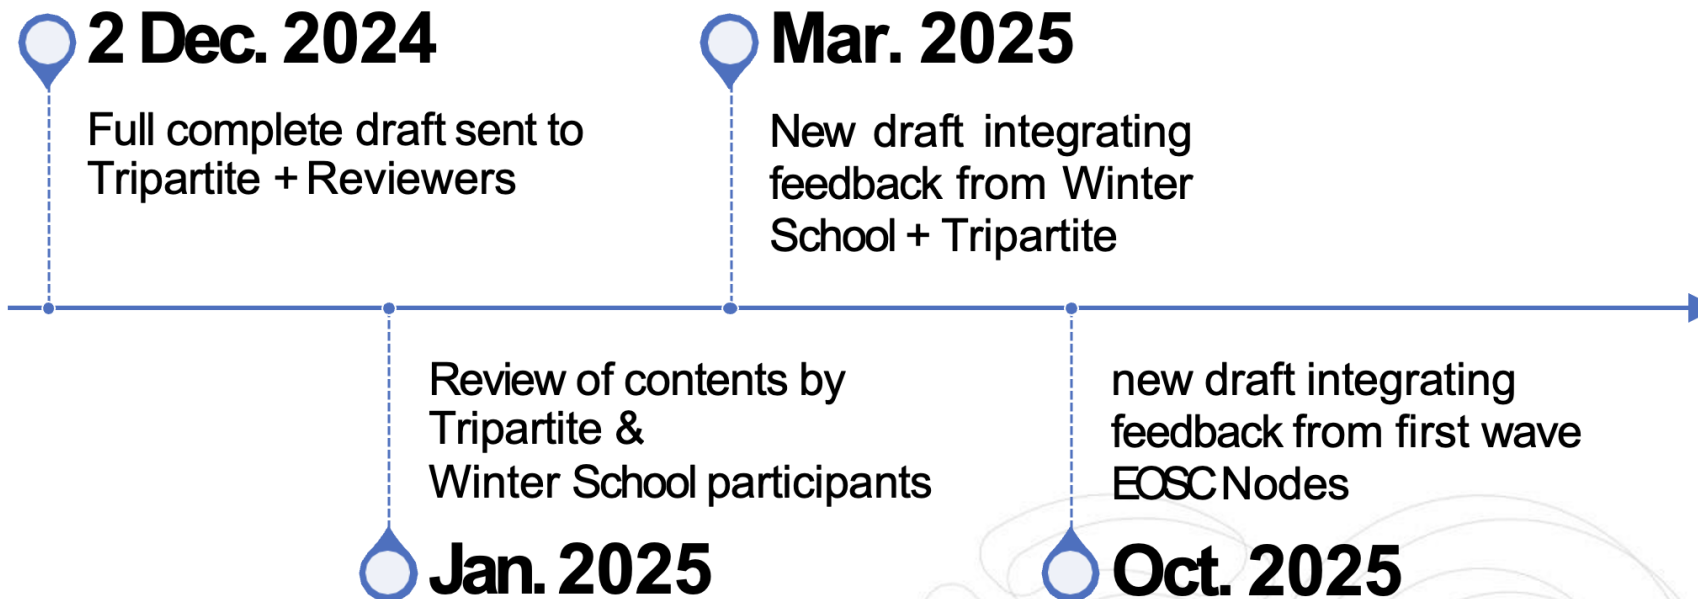 2 Dec. 2024
Full complete draft sent to
Tripartite + Reviewers
Mar. 2025
New draft integrating
feedback from Winter
School + Tripartite
Review of contents by
Tripartite &
Winter School participants
Jan. 2025
new draft integrating
feedback from first wave
EOSC Nodes
Oct. 2025